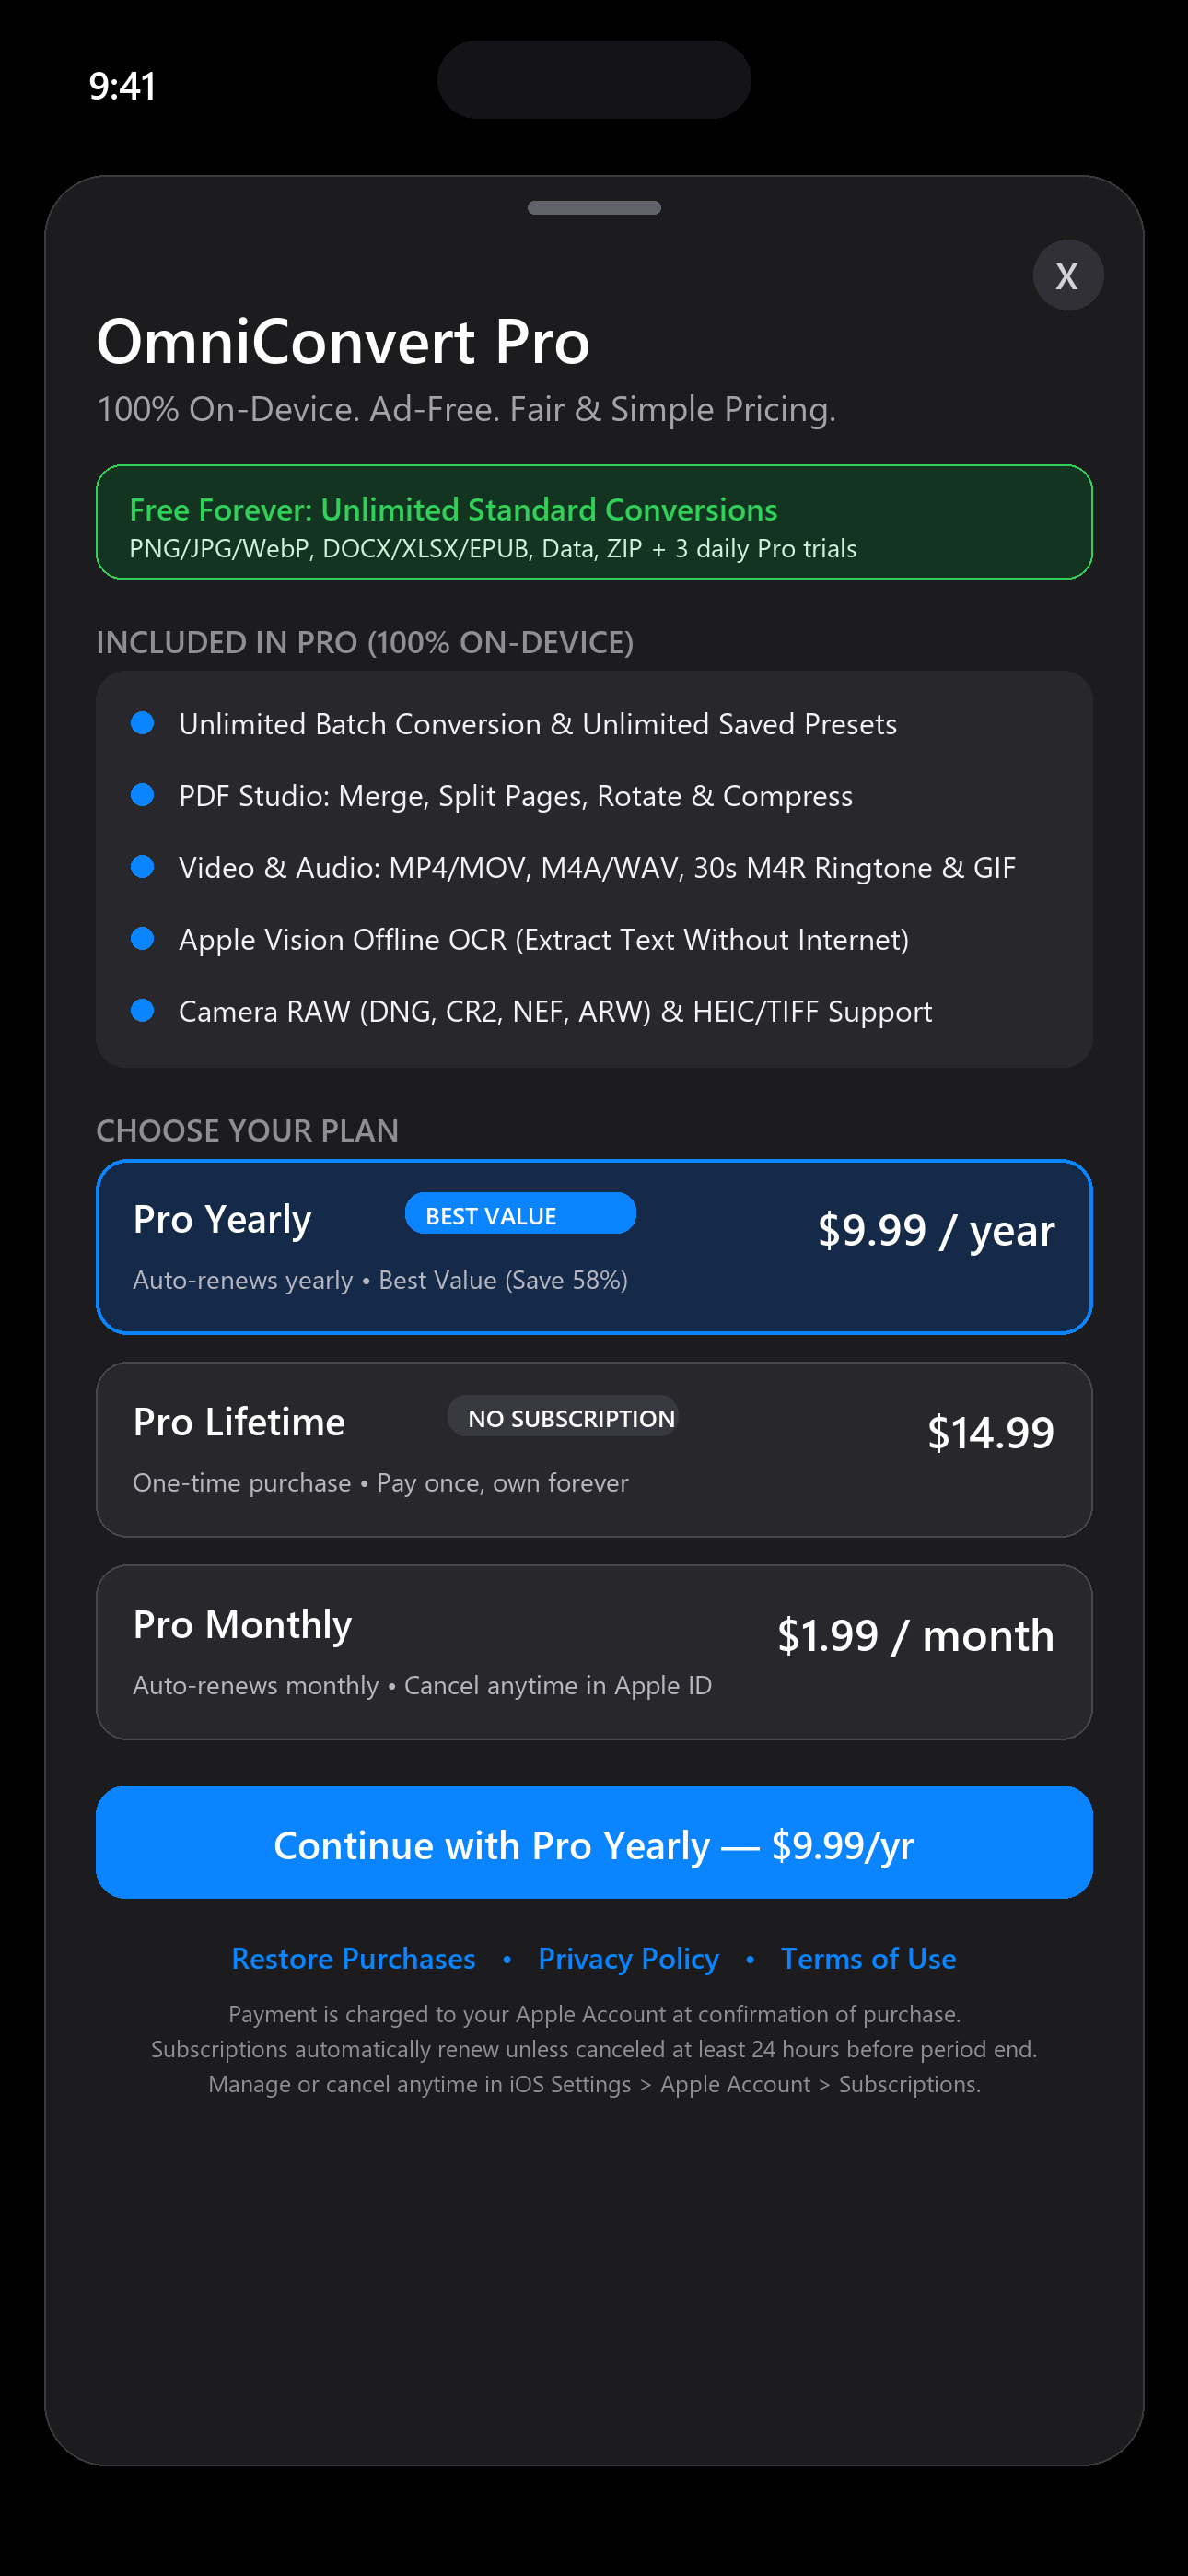 9:41
X
OmniConvert Pro
100% On-Device. Ad-Free. Fair & Simple Pricing.
Free Forever: Unlimited Standard Conversions
PNG/JPG/WebP, DOCX/XLSX/EPUB, Data, ZIP + 3 daily Pro trials
INCLUDED IN PRO (100% ON-DEVICE)
Unlimited Batch Conversion & Unlimited Saved Presets
PDF Studio: Merge, Split Pages, Rotate & Compress
Video & Audio: MP4/MOV, M4A/WAV, 30s M4R Ringtone & GIF
Apple Vision Offline OCR (Extract Text Without Internet)
Camera RAW (DNG, CR2, NEF, ARW) & HEIC/TIFF Support
CHOOSE YOUR PLAN
Pro Yearly BEST VALUE $9.99 / year
Auto-renews yearly • Best Value (Save 58%)
Pro Lifetime NO SUBSCRIPTION $14.99
One-time purchase • Pay once, own forever
Pro Monthly $1.99 / month
Auto-renews monthly • Cancel anytime in Apple ID
Continue with Pro Yearly — $9.99/yr
Restore Purchases • Privacy Policy • Terms of Use
Payment is charged to your Apple Account at confirmation of purchase.
Subscriptions automatically renew unless canceled at least 24 hours before period end.
Manage or cancel anytime in iOS Settings > Apple Account > Subscriptions.